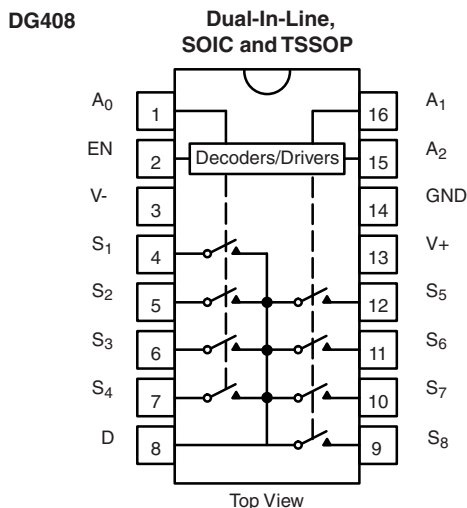 DG408
Dual-In-Line,
SOIC and TSSOP
A0 1 16 A1
EN 2 Decoders/Drivers 15 A2
V- 3 14 GND
S1 4 13 V+
S2 5 12 S5
S3 6 11 S6
S4 7 10 S7
D 8 9 S8
Top View